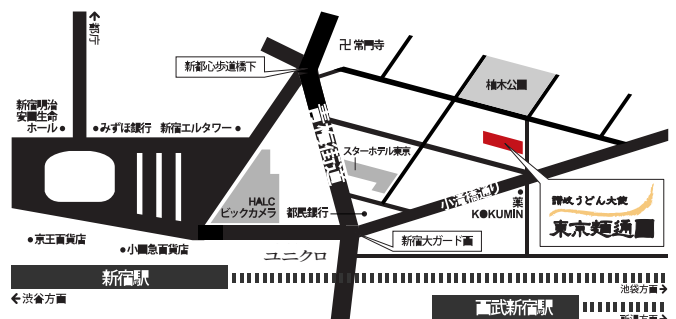 ←都庁
卍 常円寺
新都心歩道橋下
柏木公園
新宿明治
安田生命
ホール
みずほ銀行
新宿エルタワー
スターホテル東京
小滝橋通り
HALC
ビックカメラ
都民銀行
薬
KOKUMIN
讃岐うどん大使
東京麺通団
京王百貨店
小田急百貨店
新宿大ガード西
ユニクロ
新宿駅
池袋方面→
←渋谷方面
西武新宿駅